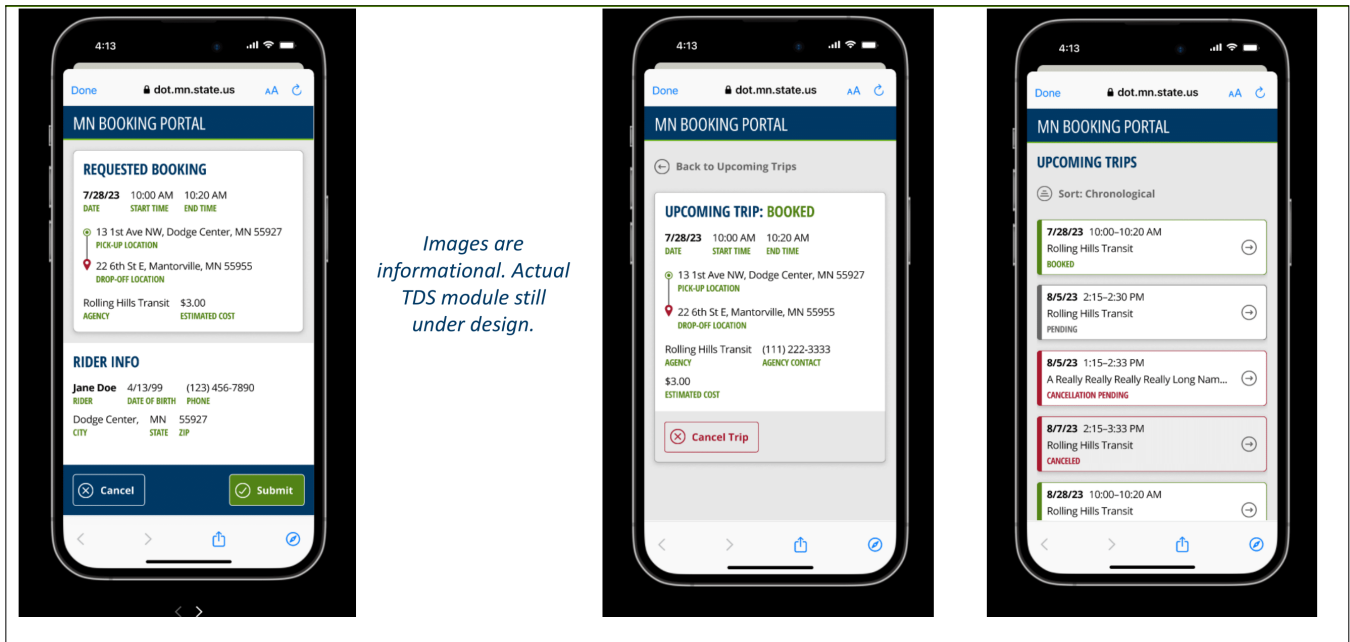 4:13
Done
dot.mn.state.us
AA
MN BOOKING PORTAL
REQUESTED BOOKING
7/28/23 10:00 AM 10:20 AM
DATE START TIME END TIME
13 1st Ave NW, Dodge Center, MN 55927
PICK-UP LOCATION
22 6th St E, Mantorville, MN 55955
DROP-OFF LOCATION
Rolling Hills Transit $3.00
AGENCY ESTIMATED COST
RIDER INFO
Jane Doe 4/13/99 (123) 456-7890
RIDER DATE OF BIRTH PHONE
Dodge Center, MN 55927
CITY STATE ZIP
Cancel
Submit
Images are
informational. Actual
TDS module still
under design.
4:13
Done
dot.mn.state.us
AA
MN BOOKING PORTAL
Back to Upcoming Trips
UPCOMING TRIP: BOOKED
7/28/23 10:00 AM 10:20 AM
DATE START TIME END TIME
13 1st Ave NW, Dodge Center, MN 55927
PICK-UP LOCATION
22 6th St E, Mantorville, MN 55955
DROP-OFF LOCATION
Rolling Hills Transit (111) 222-3333
AGENCY AGENCY CONTACT
$3.00
ESTIMATED COST
Cancel Trip
4:13
Done
dot.mn.state.us
AA
MN BOOKING PORTAL
UPCOMING TRIPS
Sort: Chronological
7/28/23 10:00–10:20 AM
Rolling Hills Transit
BOOKED
8/5/23 2:15–2:30 PM
Rolling Hills Transit
PENDING
8/5/23 1:15–2:33 PM
A Really Really Really Really Long Nam...
CANCELLATION PENDING
8/7/23 2:15–3:33 PM
Rolling Hills Transit
CANCELED
8/28/23 10:00–10:20 AM
Rolling Hills Transit